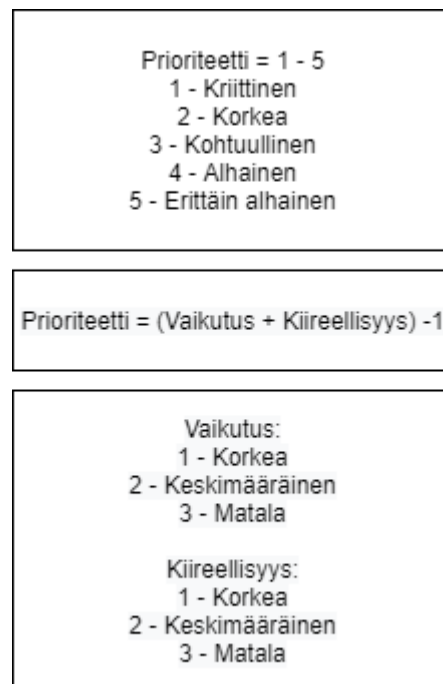 Prioriteetti = 1 - 5
1 - Kriittinen
2 - Korkea
3 - Kohtuullinen
4 - Alhainen
5 - Erittäin alhainen
Prioriteetti = (Vaikutus + Kiireellisyys) -1
Vaikutus:
1 - Korkea
2 - Keskimääräinen
3 - Matala
Kiireellisyys:
1 - Korkea
2 - Keskimääräinen
3 - Matala